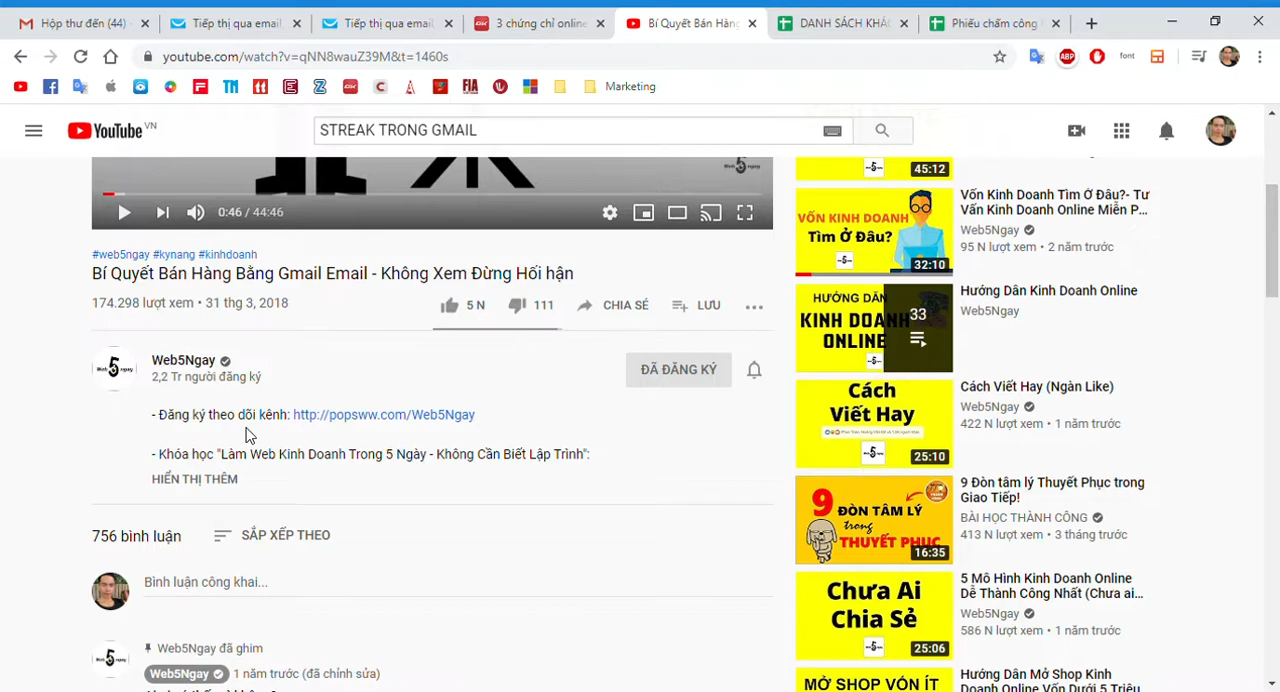 Hộp thư đến (44)
Tiếp thị qua email,
Tiếp thị qua email,
3 chứng chỉ online
Bí Quyết Bán Hàng
DANH SÁCH KHÁC
Phiếu chấm công
youtube.com/watch?v=qNN8wauZ39M&t=1460s
ABP
font
Marketing
YouTube VN
STREAK TRONG GMAIL
Web 5 ngay
0:46 / 44:46
#web5ngay #kynang #kinhdoanh
Bí Quyết Bán Hàng Bằng Gmail Email - Không Xem Đừng Hối hận
174.298 lượt xem • 31 thg 3, 2018
5 N
111
CHIA SẺ
LƯU
Web5Ngay
2,2 Tr người đăng ký
ĐÃ ĐĂNG KÝ
- Đăng ký theo dõi kênh: http://popsww.com/Web5Ngay
- Khóa học "Làm Web Kinh Doanh Trong 5 Ngày - Không Cần Biết Lập Trình":
HIỂN THỊ THÊM
756 bình luận
SẮP XẾP THEO
Bình luận công khai...
Web5Ngay đã ghim
Web5Ngay
1 năm trước (đã chỉnh sửa)
45:12
VỐN KINH DOANH
Tìm Ở Đâu?
32:10
Vốn Kinh Doanh Tìm Ở Đâu?- Tư
Vấn Kinh Doanh Online Miễn P...
Web5Ngay
95 N lượt xem • 2 năm trước
HƯỚNG DẪN
KINH DOANH
ONLINE
33
Hướng Dẫn Kinh Doanh Online
Web5Ngay
Cách
Viết Hay
25:10
Cách Viết Hay (Ngàn Like)
Web5Ngay
422 N lượt xem • 1 năm trước
9 ĐÒN TÂM LÝ
trong
THUYẾT PHỤC
16:35
9 Đòn tâm lý Thuyết Phục trong
Giao Tiếp!
BÀI HỌC THÀNH CÔNG
413 N lượt xem • 3 tháng trước
Chưa Ai
Chia Sẻ
25:06
5 Mô Hình Kinh Doanh Online
Dễ Thành Công Nhất (Chưa ai...
Web5Ngay
586 N lượt xem • 1 năm trước
MỞ SHOP VỐN ÍT
Hướng Dẫn Mở Shop Kinh
Doanh Online Vốn Dưới 5 Triệu